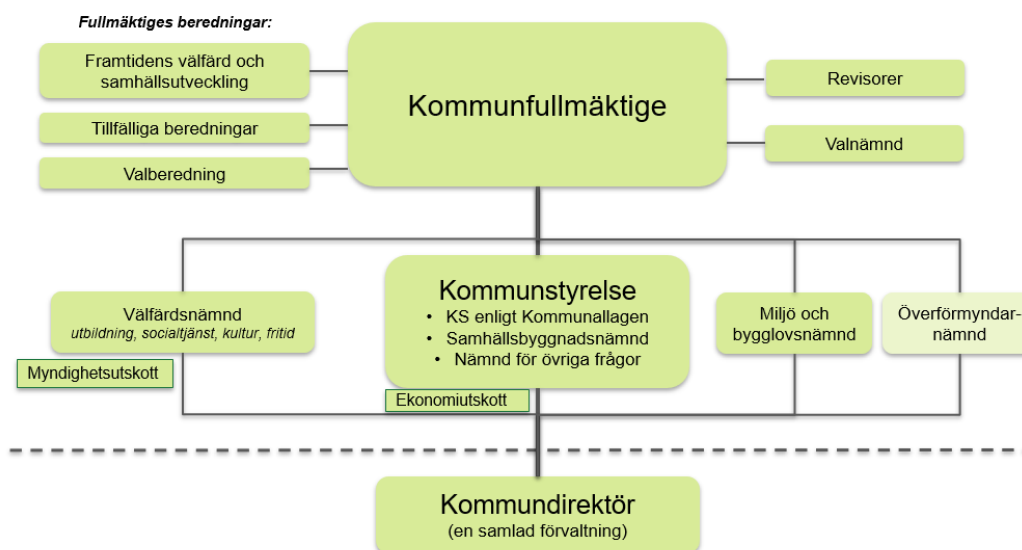 Fullmäktiges beredningar:
Framtidens välfärd och
samhällsutveckling
Tillfälliga beredningar
Valberedning
Kommunfullmäktige
Revisorer
Valnämnd
Välfärdsnämnd
utbildning, socialtjänst, kultur, fritid
Myndighetsutskott
Kommunstyrelse
• KS enligt Kommunallagen
• Samhällsbyggnadsnämnd
• Nämnd för övriga frågor
Ekonomiutskott
Miljö och
bygglovsnämnd
Överförmyndar-
nämnd
Kommundirektör
(en samlad förvaltning)